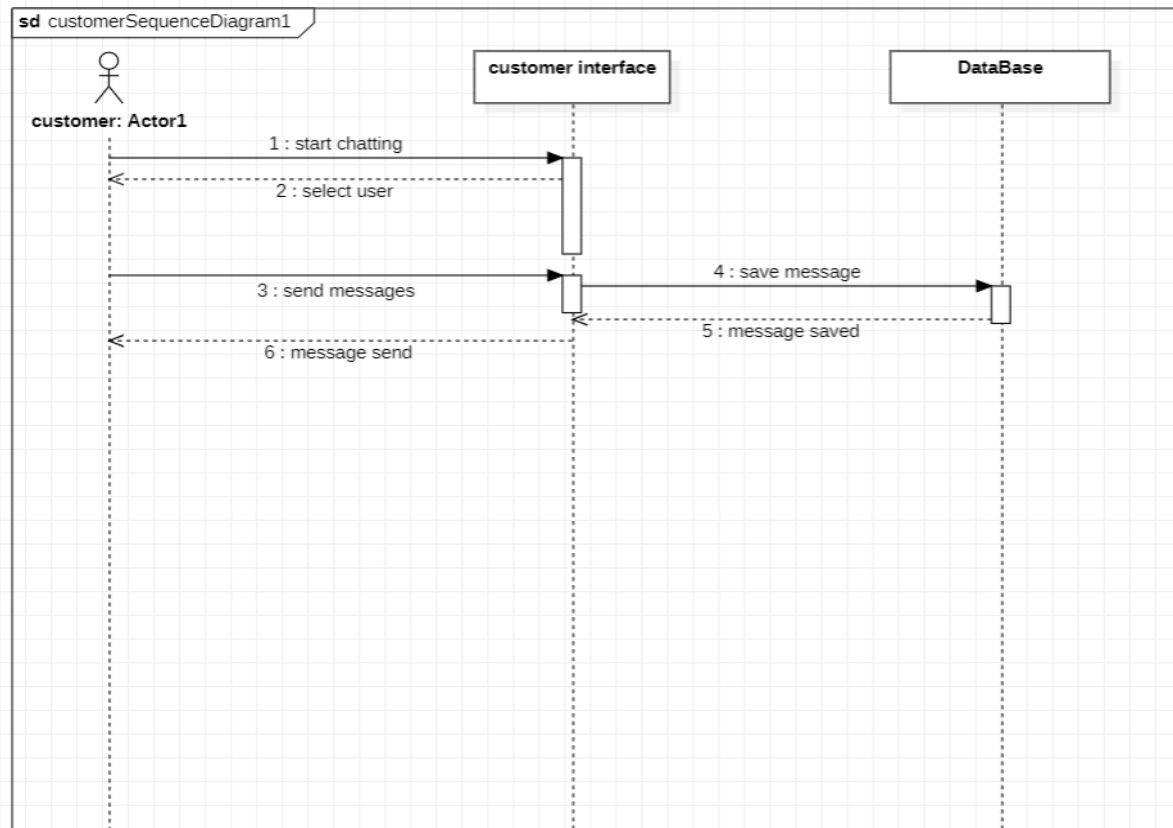 sd customerSequenceDiagram1
customer interface
DataBase
customer: Actor1
1 : start chatting
2 : select user
4 : save message
3 : send messages
5 : message saved
6 : message send